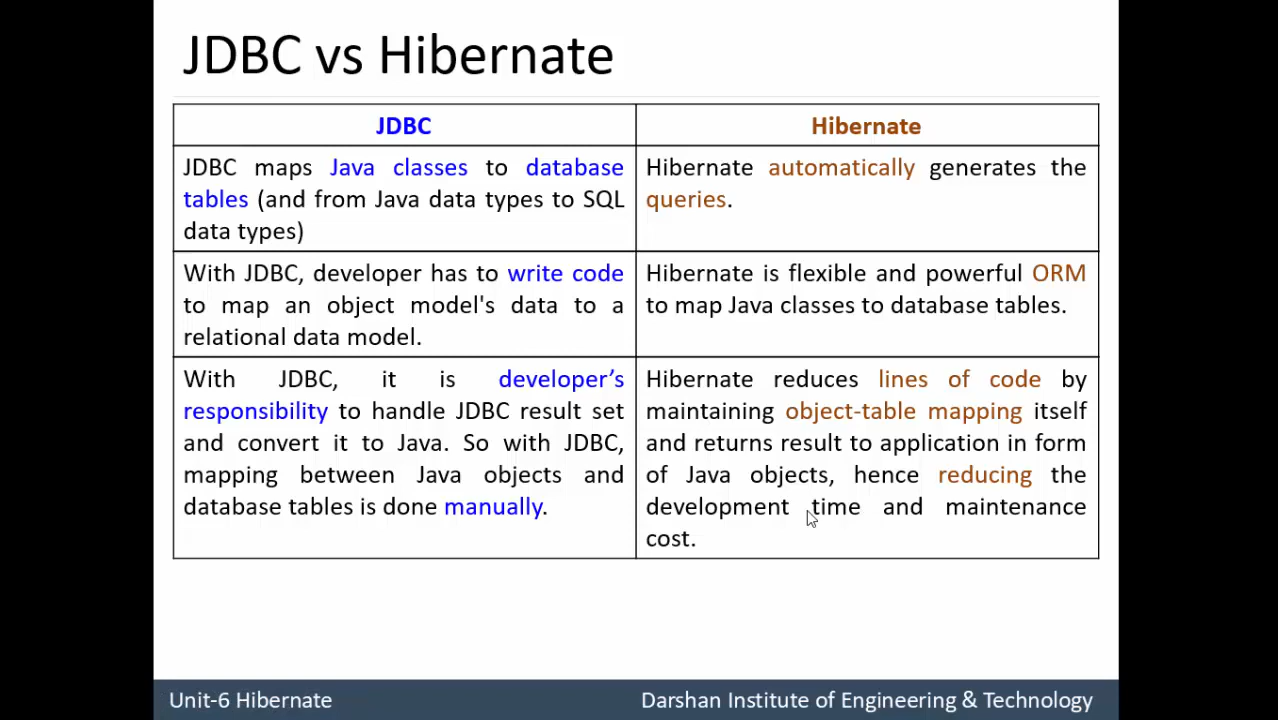 JDBC vs Hibernate
JDBC
Hibernate
JDBC maps Java classes to database
tables (and from Java data types to SQL
data types)
Hibernate automatically generates the
queries.
With JDBC, developer has to write code
to map an object model's data to a
relational data model.
Hibernate is flexible and powerful ORM
to map Java classes to database tables.
With JDBC, it is developer’s
responsibility to handle JDBC result set
and convert it to Java. So with JDBC,
mapping between Java objects and
database tables is done manually.
Hibernate reduces lines of code by
maintaining object-table mapping itself
and returns result to application in form
of Java objects, hence reducing the
development time and maintenance
cost.
Unit-6 Hibernate
Darshan Institute of Engineering & Technology